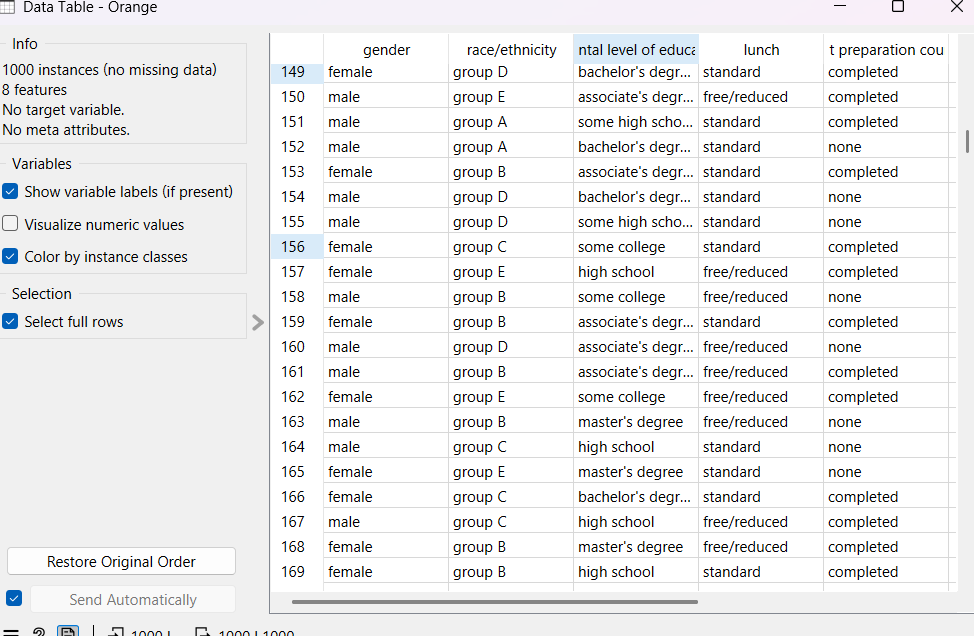 Data Table - Orange
Info
1000 instances (no missing data)
8 features
No target variable.
No meta attributes.
Variables
Show variable labels (if present)
Visualize numeric values
Color by instance classes
Selection
Select full rows
Restore Original Order
Send Automatically
gender race/ethnicity ntal level of educa lunch t preparation cou
149 female group D bachelor's degr... standard completed
150 male group E associate's degr... free/reduced completed
151 male group A some high scho... standard completed
152 male group A bachelor's degr... standard none
153 female group B associate's degr... standard completed
154 male group D bachelor's degr... standard none
155 male group D some high scho... standard none
156 female group C some college standard completed
157 female group E high school free/reduced completed
158 male group B some college free/reduced none
159 female group B associate's degr... standard completed
160 male group D associate's degr... free/reduced none
161 male group B associate's degr... free/reduced completed
162 female group E some college free/reduced completed
163 male group B master's degree free/reduced none
164 male group C high school standard none
165 female group E master's degree standard none
166 female group C bachelor's degr... standard completed
167 male group C high school free/reduced completed
168 female group B master's degree free/reduced completed
169 female group B high school standard completed
? 1000 1000 | 1000